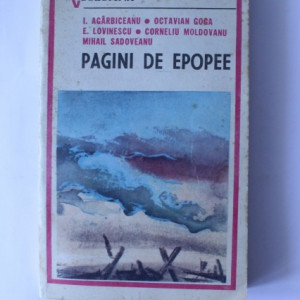 I. AGÂRBICEANU • OCTAVIAN GOGA
E. LOVINESCU • CORNELIU MOLDOVANU
MIHAIL SADOVEANU
PAGINI DE EPOPEE